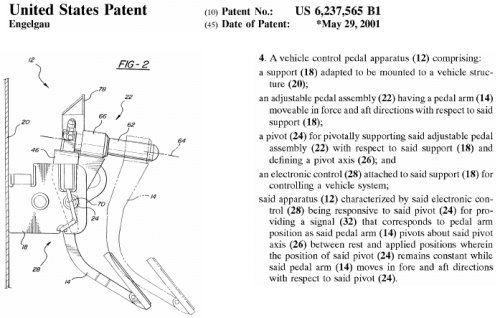 United States Patent
(10) Patent No.: US 6,237,565 B1
Engelgau
(45) Date of Patent: *May 29, 2001
FIG-2
12
78
22
66
62
64
20
46
14
70
24
18
28
14
4. A vehicle control pedal apparatus (12) comprising:
a support (18) adapted to be mounted to a vehicle struc-
ture (20);
an adjustable pedal assembly (22) having a pedal arm (14)
moveable in force and aft directions with respect to said
support (18);
a pivot (24) for pivotally supporting said adjustable pedal
assembly (22) with respect to said support (18) and
defining a pivot axis (26); and
an electronic control (28) attached to said support (18) for
controlling a vehicle system;
said apparatus (12) characterized by said electronic con-
trol (28) being responsive to said pivot (24) for pro-
viding a signal (32) that corresponds to pedal arm
position as said pedal arm (14) pivots about said pivot
axis (26) between rest and applied positions wherein
the position of said pivot (24) remains constant while
said pedal arm (14) moves in fore and aft directions
with respect to said pivot (24).